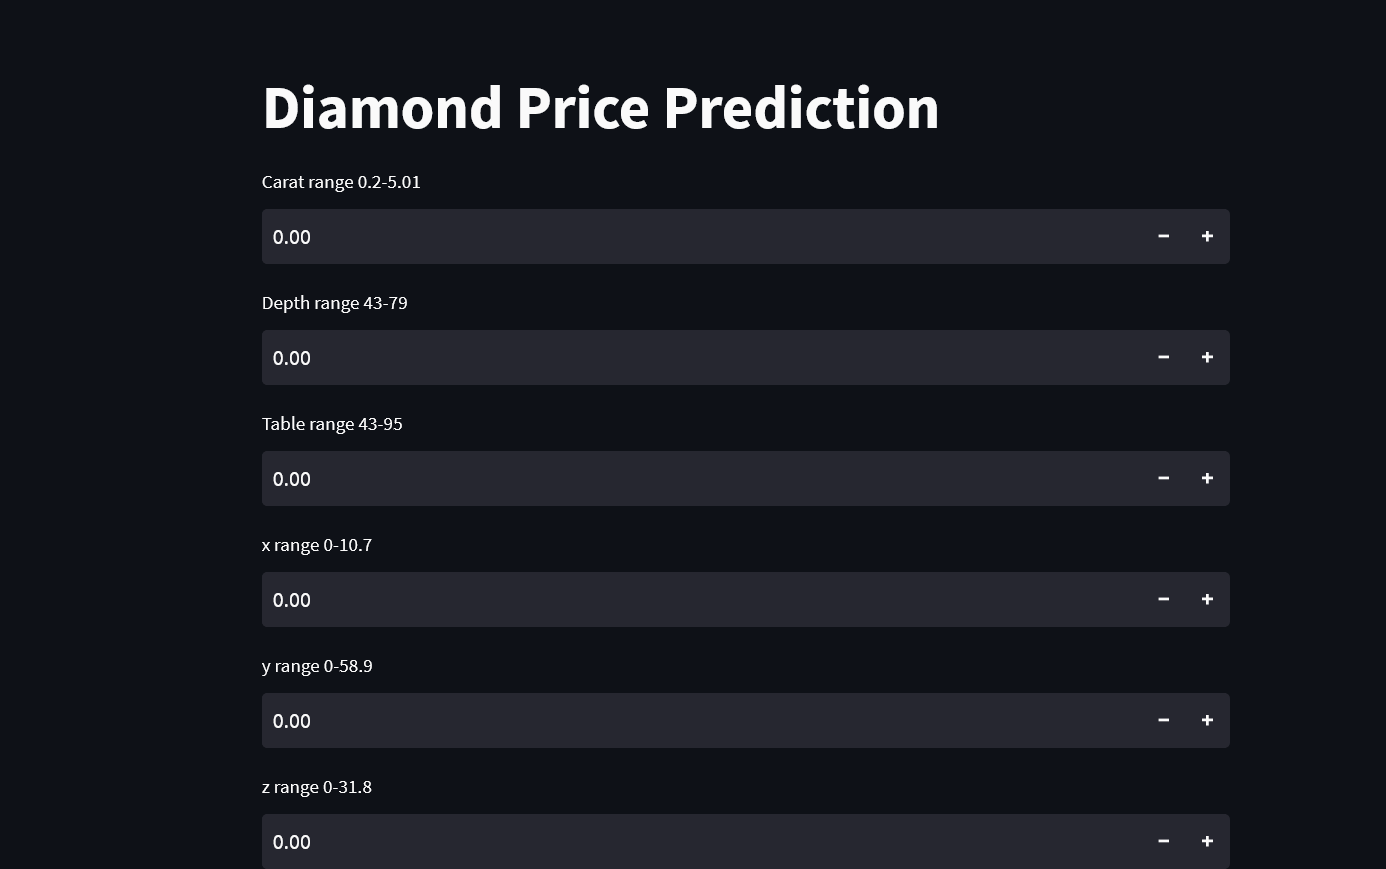 Diamond Price Prediction
Carat range 0.2-5.01
0.00
Depth range 43-79
0.00
Table range 43-95
0.00
x range 0-10.7
0.00
y range 0-58.9
0.00
z range 0-31.8
0.00